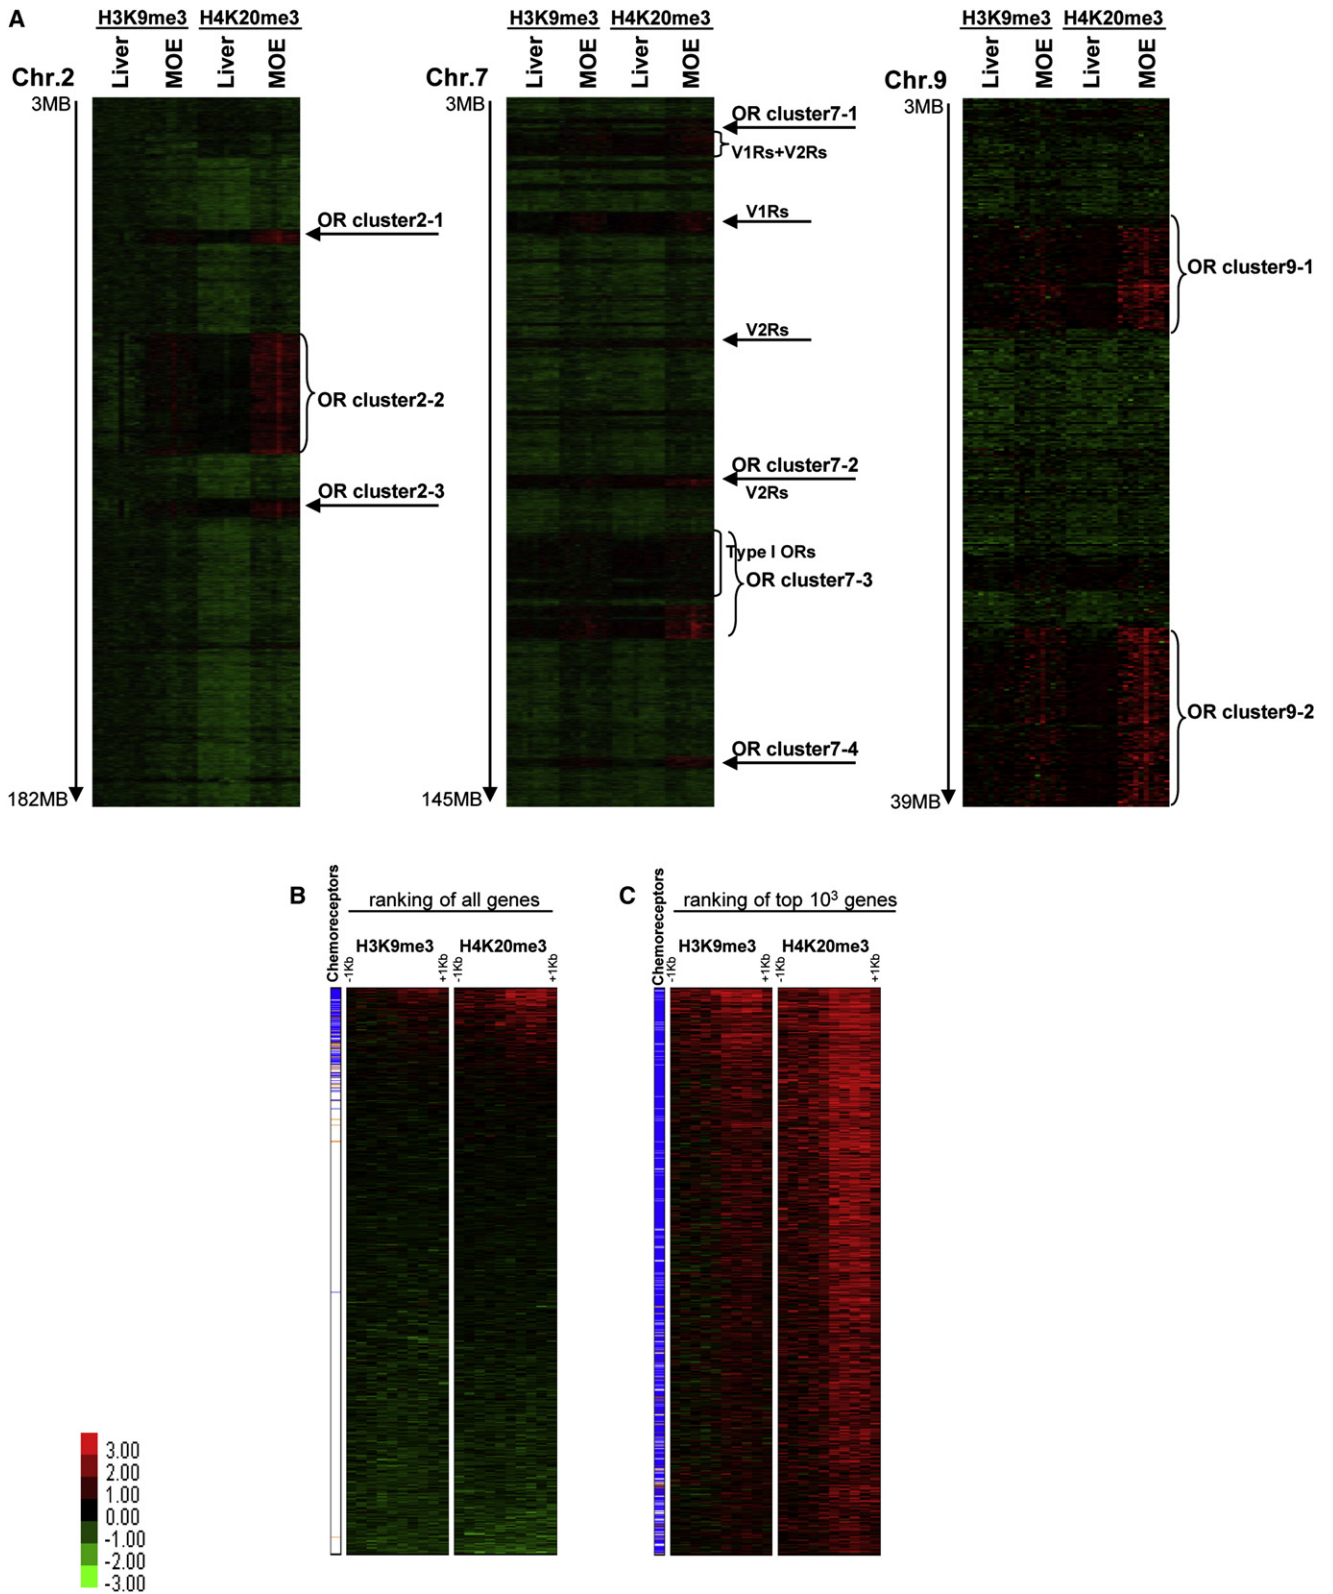 A
H3K9me3 H4K20me3
Liver MOE Liver MOE
Chr.2
3MB
182MB
OR cluster2-1
OR cluster2-2
OR cluster2-3
H3K9me3 H4K20me3
Liver MOE Liver MOE
Chr.7
3MB
145MB
OR cluster7-1
V1Rs+V2Rs
V1Rs
V2Rs
OR cluster7-2
V2Rs
Type I ORs
OR cluster7-3
OR cluster7-4
H3K9me3 H4K20me3
Liver MOE Liver MOE
Chr.9
3MB
39MB
OR cluster9-1
OR cluster9-2
B
Chemoreceptors
ranking of all genes
H3K9me3 H4K20me3
-1Kb +1Kb -1Kb +1Kb
C
Chemoreceptors
ranking of top 10³ genes
H3K9me3 H4K20me3
-1Kb +1Kb -1Kb +1Kb
3.00
2.00
1.00
0.00
-1.00
-2.00
-3.00